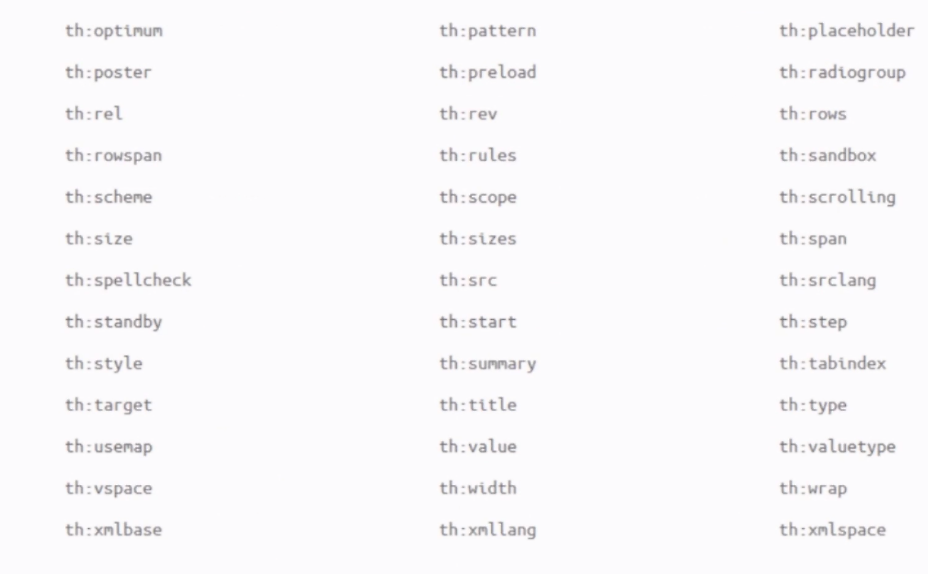 th:optimum th:pattern th:placeholder
th:poster th:preload th:radiogroup
th:rel th:rev th:rows
th:rowspan th:rules th:sandbox
th:scheme th:scope th:scrolling
th:size th:sizes th:span
th:spellcheck th:src th:srclang
th:standby th:start th:step
th:style th:summary th:tabindex
th:target th:title th:type
th:usemap th:value th:valuetype
th:vspace th:width th:wrap
th:xmlbase th:xmllang th:xmlspace